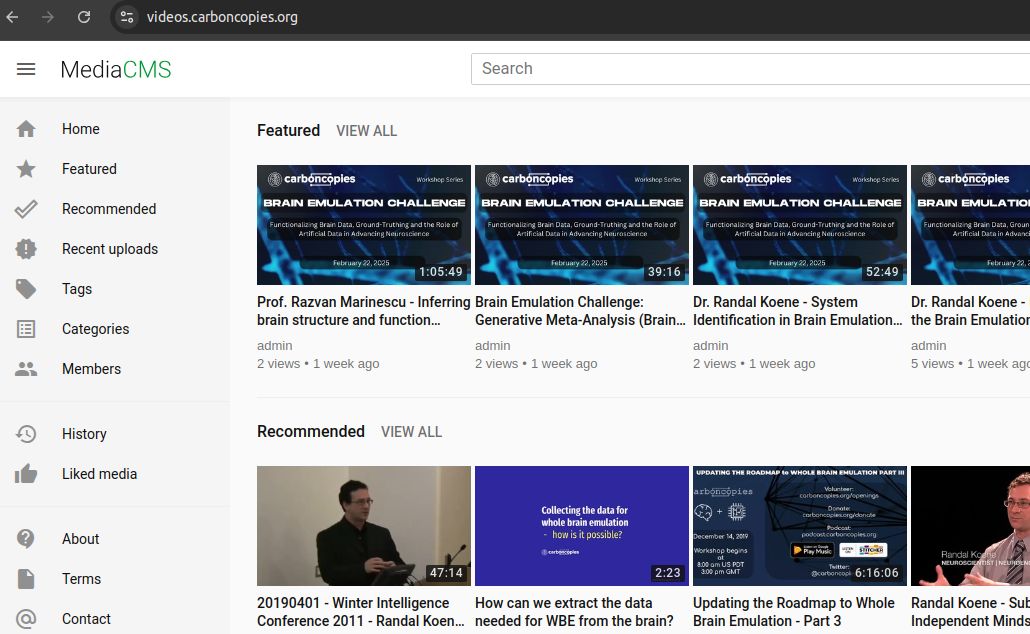 videos.carboncopies.org
MediaCMS
Search
Home
Featured
Recommended
Recent uploads
Tags
Categories
Members
History
Liked media
About
Terms
Contact
Featured VIEW ALL
carboncopies Workshop Series
BRAIN EMULATION CHALLENGE
Functionalizing Brain Data, Ground-Truthing and the Role of
Artificial Data in Advancing Neuroscience
February 22, 2025
1:05:49
Prof. Razvan Marinescu - Inferring
brain structure and function…
admin
2 views • 1 week ago
carboncopies Workshop Series
BRAIN EMULATION CHALLENGE
Functionalizing Brain Data, Ground-Truthing and the Role of
Artificial Data in Advancing Neuroscience
February 22, 2025
39:16
Brain Emulation Challenge:
Generative Meta-Analysis (Brain…
admin
2 views • 1 week ago
carboncopies Workshop Series
BRAIN EMULATION CHALLENGE
Functionalizing Brain Data, Ground-Truthing and the Role of
Artificial Data in Advancing Neuroscience
February 22, 2025
52:49
Dr. Randal Koene - System
Identification in Brain Emulation…
admin
2 views • 1 week ago
carboncopies
BRAIN EMULATION
Functionalizing Brain Data, Ground-
Artificial Data in Adva
February
Dr. Randal Koene -
the Brain Emulation
admin
5 views • 1 week ago
Recommended VIEW ALL
47:14
20190401 - Winter Intelligence
Conference 2011 - Randal Koen…
Collecting the data for
whole brain emulation
- how is it possible?
carboncopies
2:23
How can we extract the data
needed for WBE from the brain?
UPDATING THE ROADMAP to WHOLE BRAIN EMULATION PART III
carboncopies
December 14, 2019
Workshop begins
at
8:00 am US PDT
3:00 pm GMT
Volunteer:
carboncopies.org/openings
Donate:
carboncopies.org/donate
Podcast:
podcast.carboncopies.org
Play Music
STITCHER
Twitter:
@carboncopi
6:16:06
Updating the Roadmap to Whole
Brain Emulation - Part 3
Randal Koene
NEUROSCIENTIST | NEUROENG
Randal Koene - Sub
Independent Minds